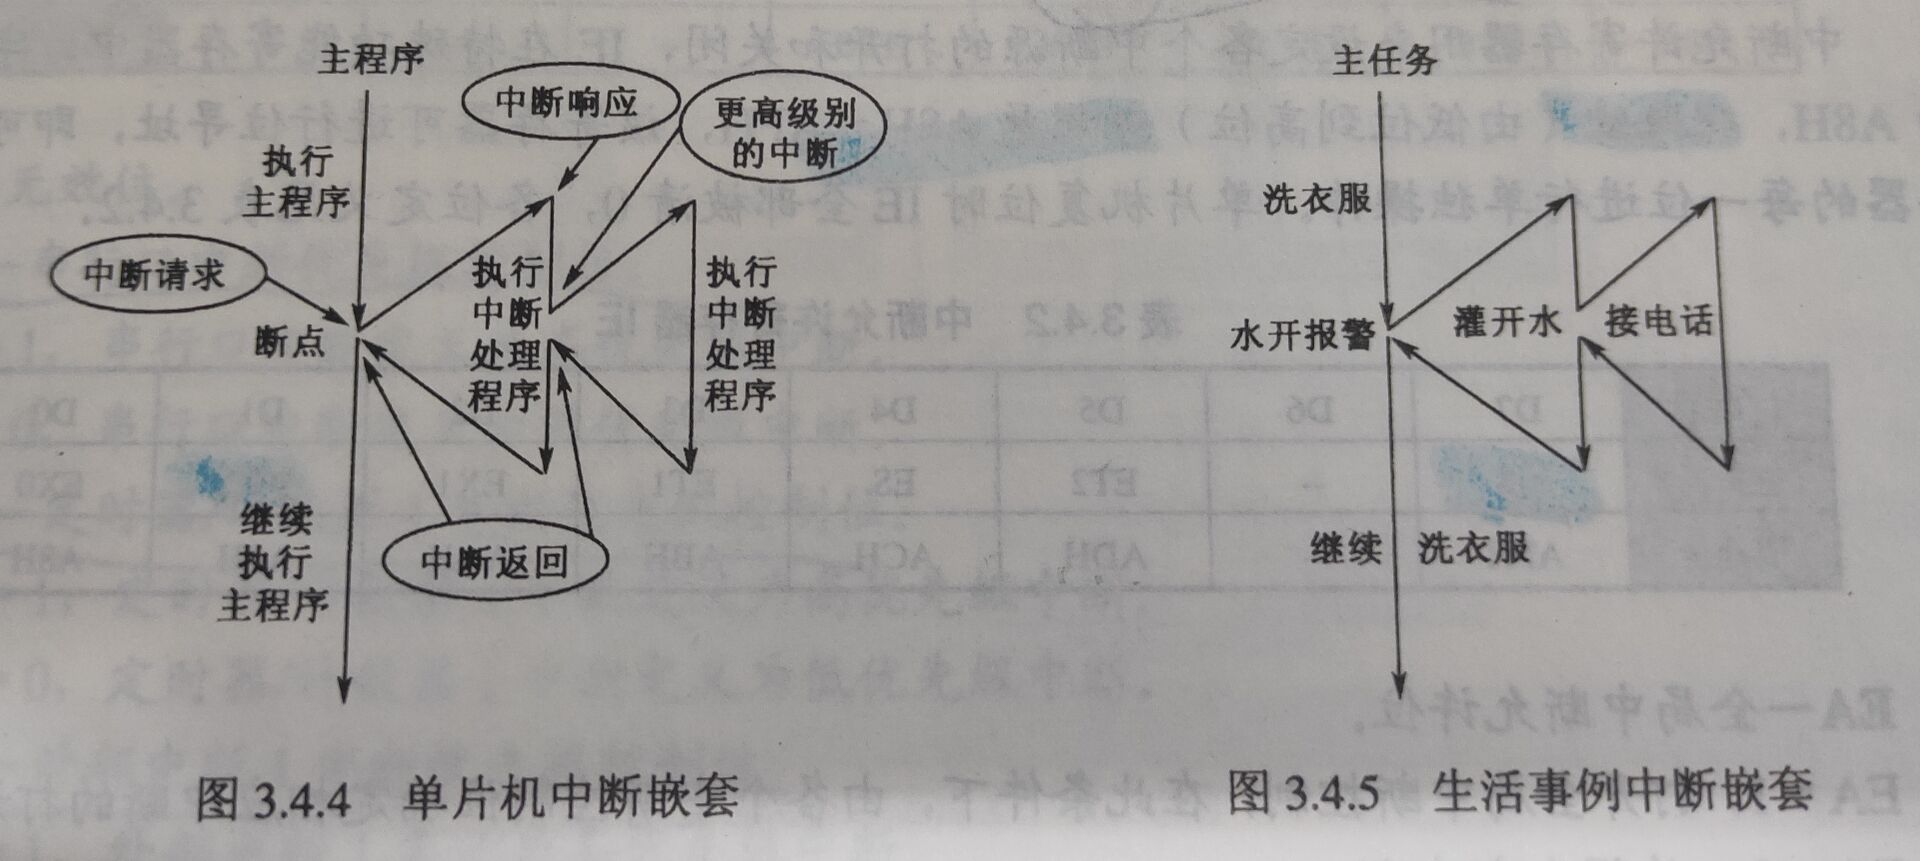 主程序
执行
主程序
中断响应
更高级别
的中断
中断请求
断点
执行
中断
处理
程序
执行
中断
处理
程序
继续
执行
主程序
中断返回
图 3.4.4 单片机中断嵌套
主任务
洗衣服
水开报警
灌开水
接电话
继续 洗衣服
图 3.4.5 生活事例中断嵌套